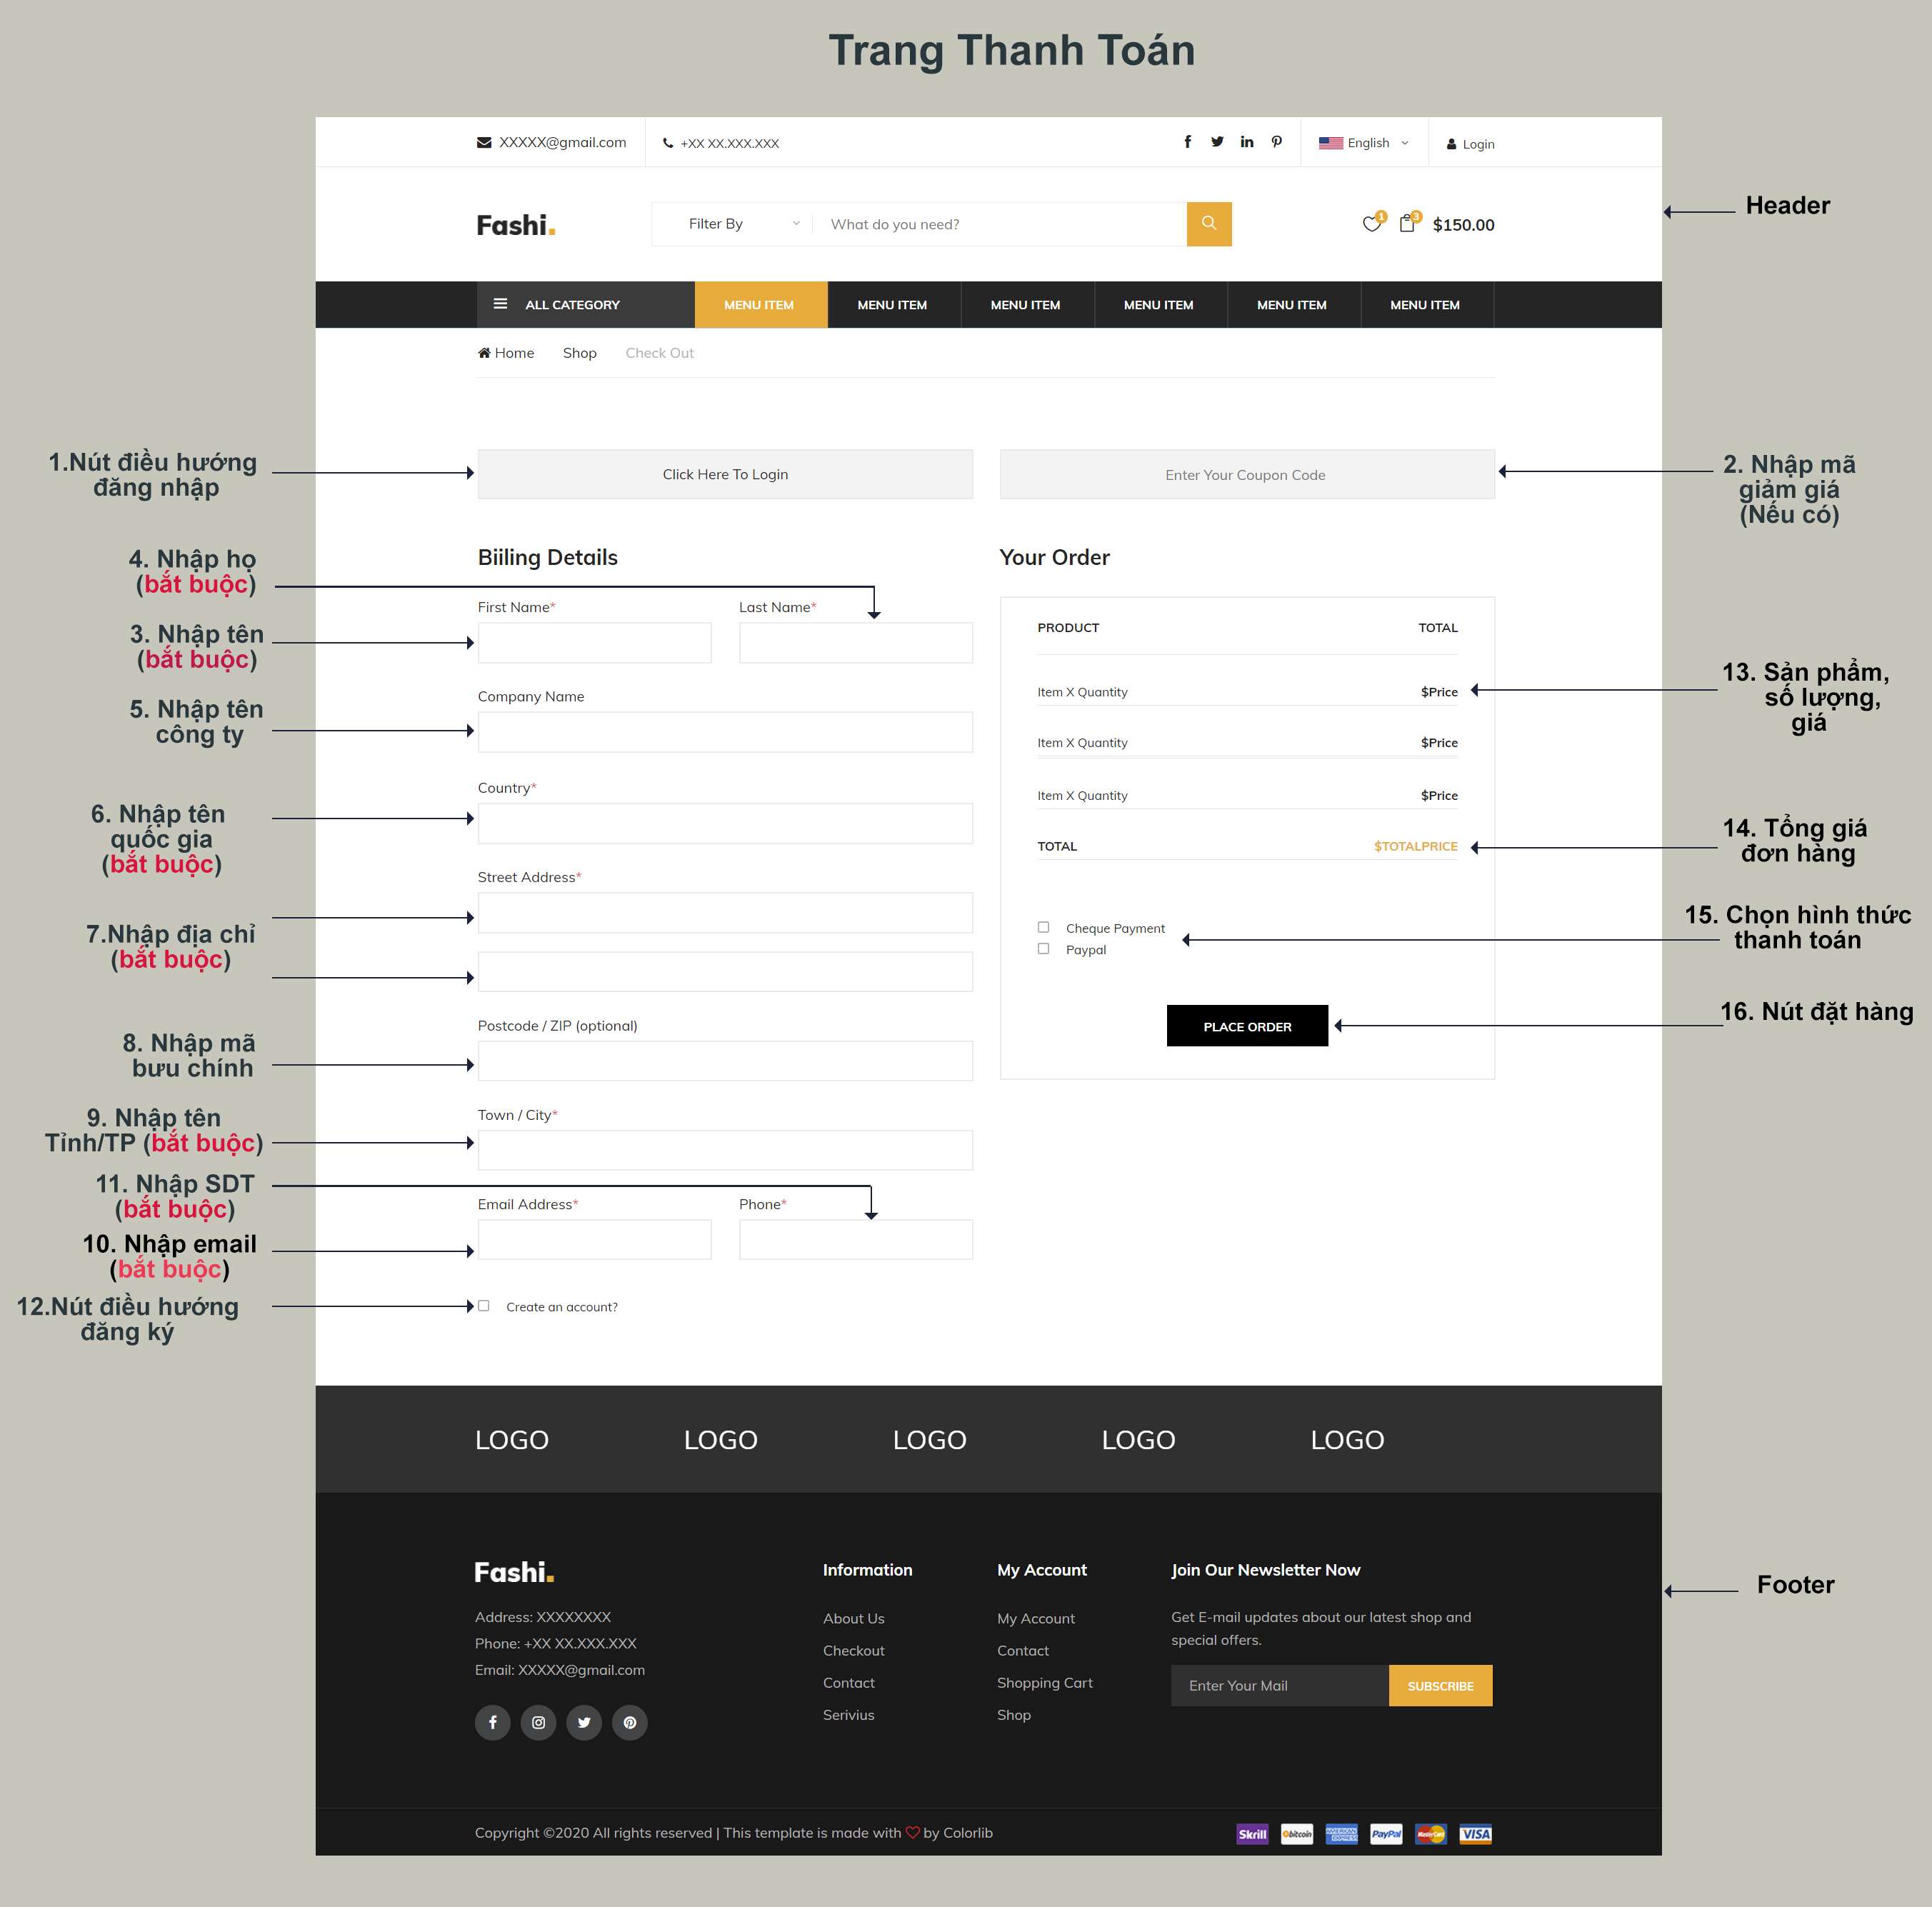 Trang Thanh Toán
XXXXX@gmail.com
+XX XX.XXX.XXX
English
Login
Header
Fashi.
Filter By
What do you need?
1
3
$150.00
ALL CATEGORY
MENU ITEM
MENU ITEM
MENU ITEM
MENU ITEM
MENU ITEM
MENU ITEM
Home
Shop
Check Out
1.Nút điều hướng
đăng nhập
Click Here To Login
Enter Your Coupon Code
2. Nhập mã
giảm giá
(Nếu có)
4. Nhập họ
(bắt buộc)
3. Nhập tên
(bắt buộc)
5. Nhập tên
công ty
6. Nhập tên
quốc gia
(bắt buộc)
7.Nhập địa chỉ
(bắt buộc)
8. Nhập mã
bưu chính
9. Nhập tên
Tỉnh/TP (bắt buộc)
11. Nhập SDT
(bắt buộc)
10. Nhập email
(bắt buộc)
12.Nút điều hướng
đăng ký
Biiling Details
First Name*
Last Name*
Company Name
Country*
Street Address*
Postcode / ZIP (optional)
Town / City*
Email Address*
Phone*
Create an account?
Your Order
PRODUCT
TOTAL
Item X Quantity
$Price
Item X Quantity
$Price
Item X Quantity
$Price
TOTAL
$TOTALPRICE
Cheque Payment
Paypal
PLACE ORDER
13. Sản phẩm,
số lượng,
giá
14. Tổng giá
đơn hàng
15. Chọn hình thức
thanh toán
16. Nút đặt hàng
LOGO
LOGO
LOGO
LOGO
LOGO
Fashi.
Address: XXXXXXXX
Phone: +XX XX.XXX.XXX
Email: XXXXX@gmail.com
Information
About Us
Checkout
Contact
Serivius
My Account
My Account
Contact
Shopping Cart
Shop
Join Our Newsletter Now
Get E-mail updates about our latest shop and
special offers.
Enter Your Mail
SUBSCRIBE
Footer
Copyright ©2020 All rights reserved | This template is made with ♡ by Colorlib
Skrill
bitcoin
AMERICAN EXPRESS
PayPal
MasterCard
VISA